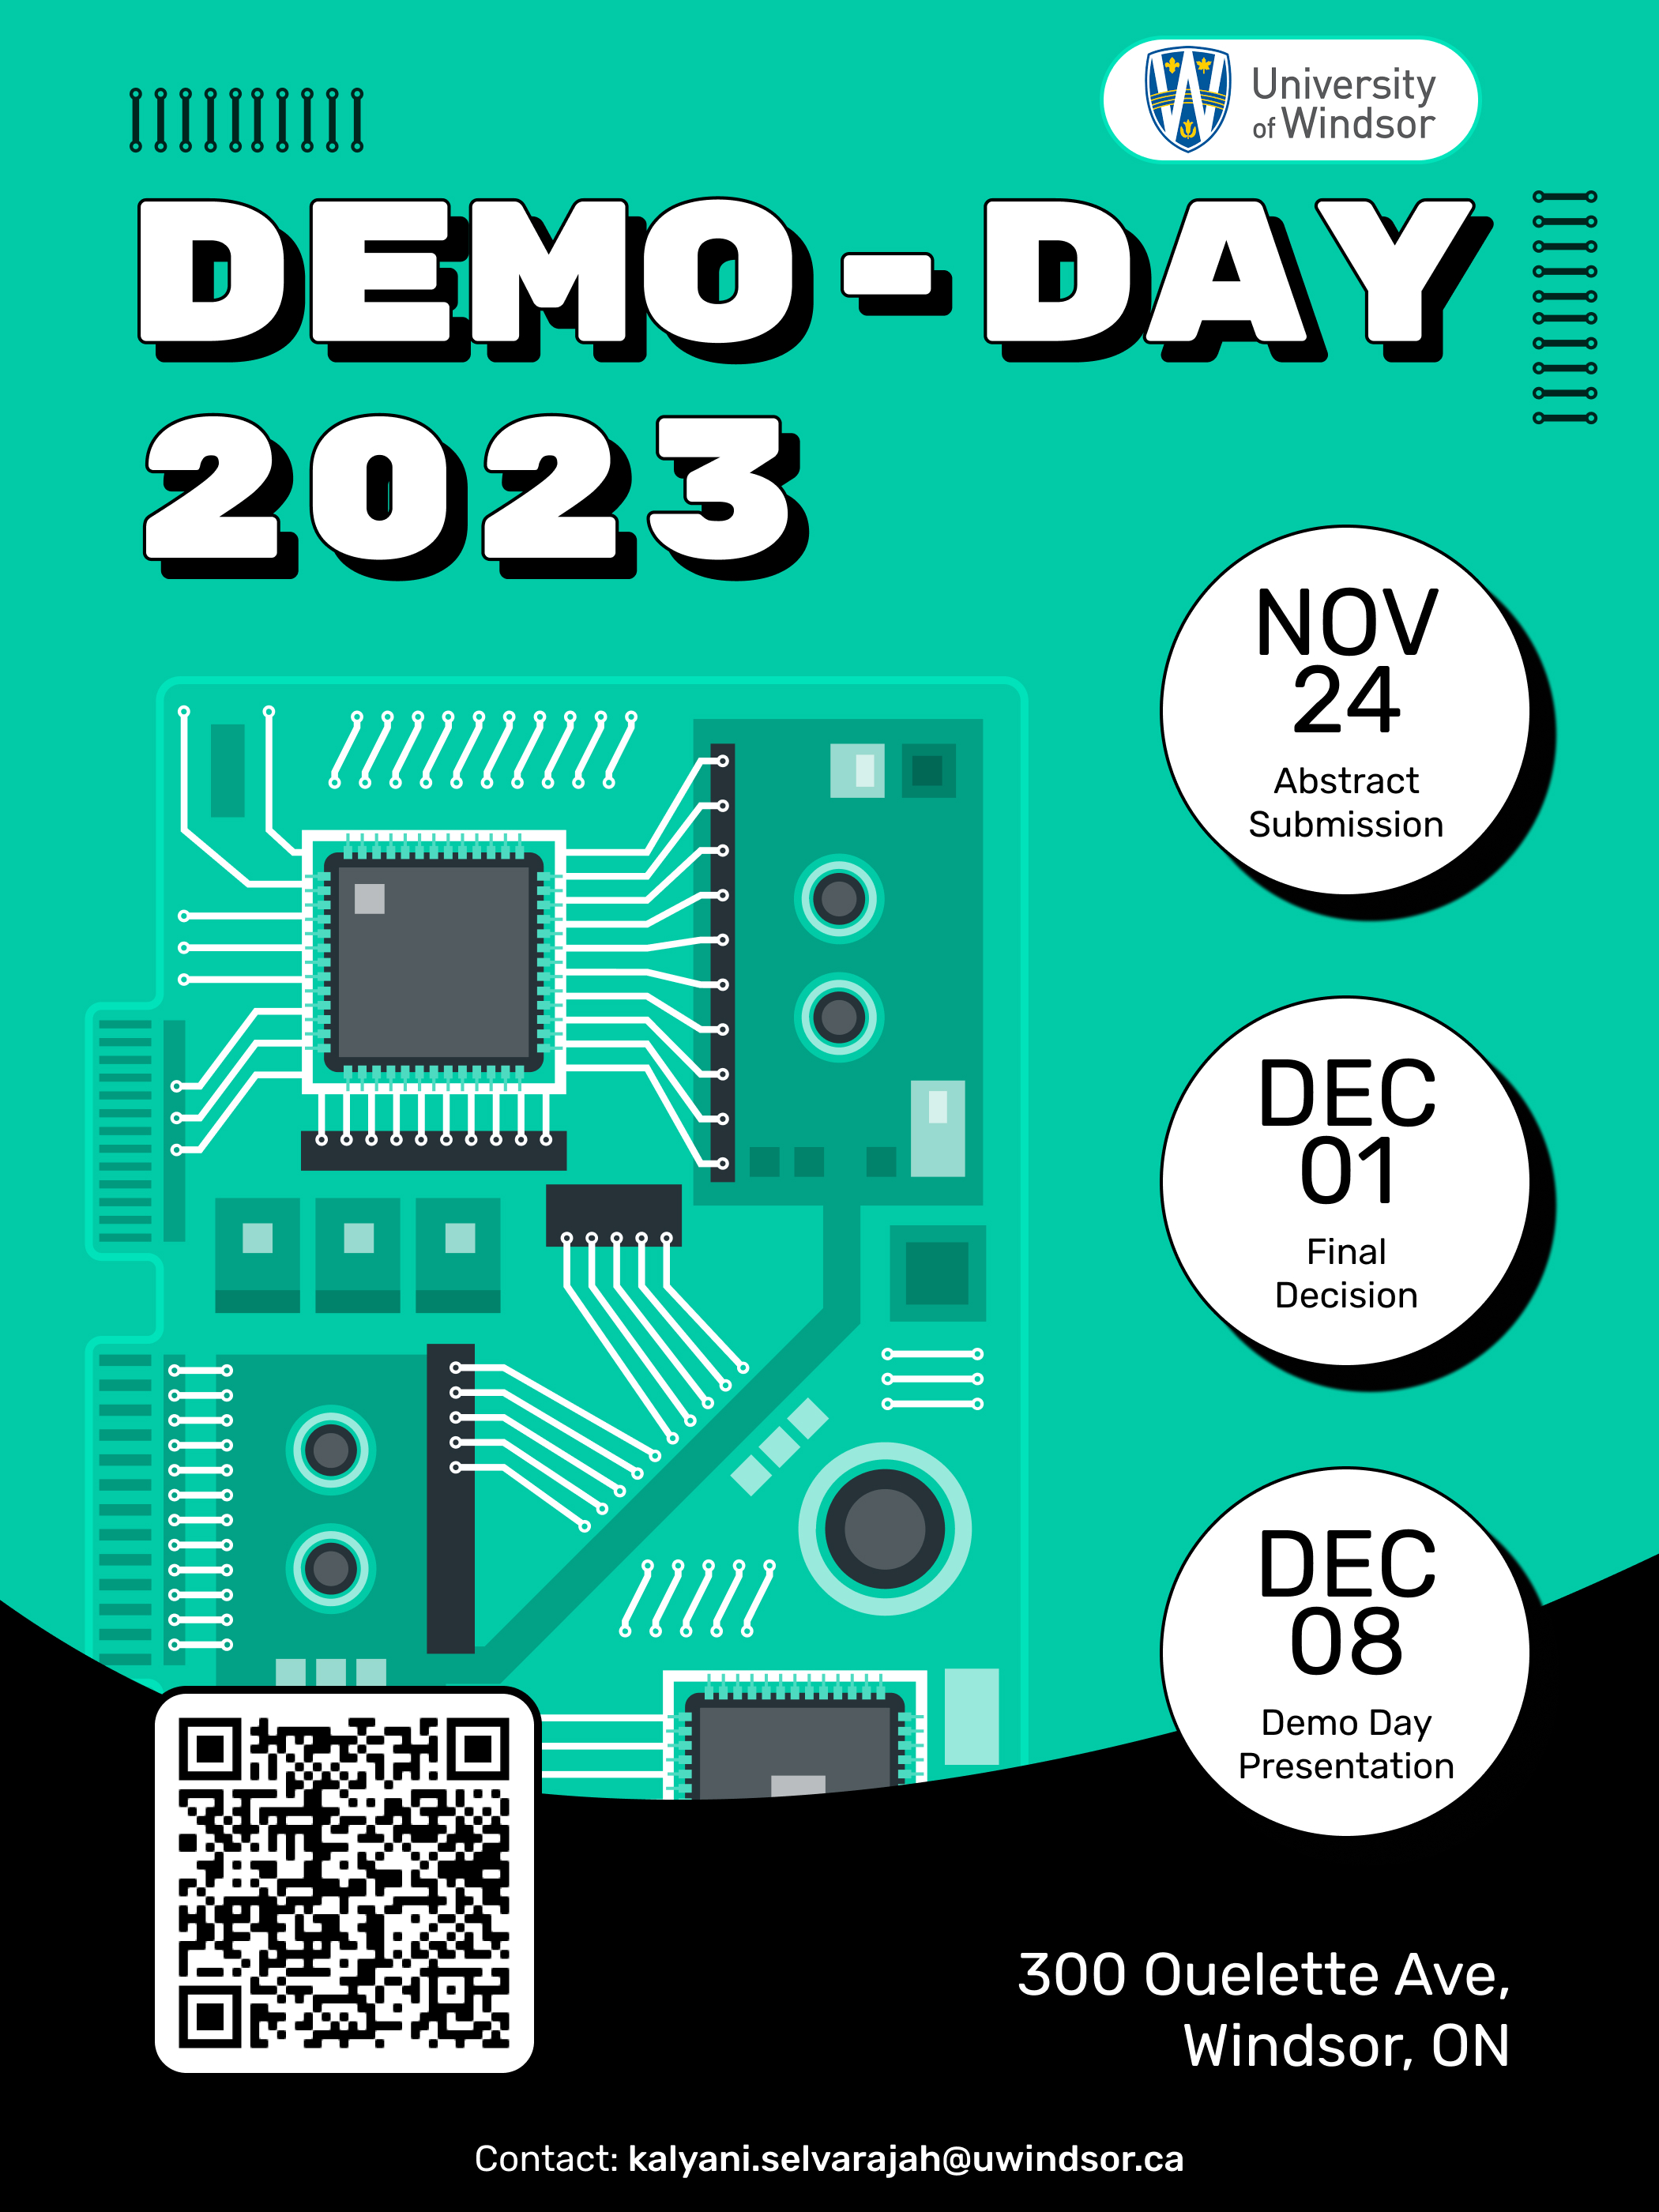 University
of Windsor
DEMO-DAY
2023
NOV
24
Abstract
Submission
DEC
01
Final
Decision
DEC
08
Demo Day
Presentation
300 Ouelette Ave,
Windsor, ON
Contact: kalyani.selvarajah@uwindsor.ca